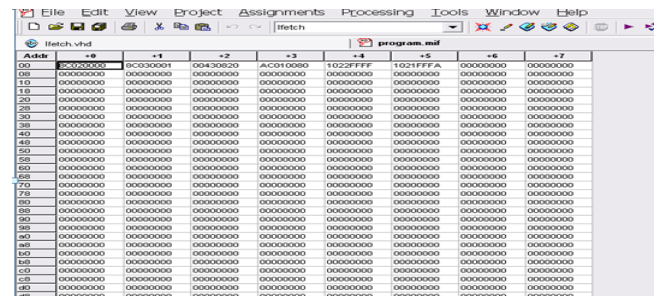 File Edit View Project Assignments Processing Tools Window Help
Ifetch
Ifetch.vhd program.mif
Addr +0 +1 +2 +3 +4 +5 +6 +7
00 8C020000 8C030001 00430820 AC010080 1022FFFF 1021FFFA 00000000 00000000
08 00000000 00000000 00000000 00000000 00000000 00000000 00000000 00000000
10 00000000 00000000 00000000 00000000 00000000 00000000 00000000 00000000
18 00000000 00000000 00000000 00000000 00000000 00000000 00000000 00000000
20 00000000 00000000 00000000 00000000 00000000 00000000 00000000 00000000
28 00000000 00000000 00000000 00000000 00000000 00000000 00000000 00000000
30 00000000 00000000 00000000 00000000 00000000 00000000 00000000 00000000
38 00000000 00000000 00000000 00000000 00000000 00000000 00000000 00000000
40 00000000 00000000 00000000 00000000 00000000 00000000 00000000 00000000
48 00000000 00000000 00000000 00000000 00000000 00000000 00000000 00000000
50 00000000 00000000 00000000 00000000 00000000 00000000 00000000 00000000
58 00000000 00000000 00000000 00000000 00000000 00000000 00000000 00000000
60 00000000 00000000 00000000 00000000 00000000 00000000 00000000 00000000
68 00000000 00000000 00000000 00000000 00000000 00000000 00000000 00000000
70 00000000 00000000 00000000 00000000 00000000 00000000 00000000 00000000
78 00000000 00000000 00000000 00000000 00000000 00000000 00000000 00000000
80 00000000 00000000 00000000 00000000 00000000 00000000 00000000 00000000
88 00000000 00000000 00000000 00000000 00000000 00000000 00000000 00000000
90 00000000 00000000 00000000 00000000 00000000 00000000 00000000 00000000
98 00000000 00000000 00000000 00000000 00000000 00000000 00000000 00000000
a0 00000000 00000000 00000000 00000000 00000000 00000000 00000000 00000000
a8 00000000 00000000 00000000 00000000 00000000 00000000 00000000 00000000
b0 00000000 00000000 00000000 00000000 00000000 00000000 00000000 00000000
b8 00000000 00000000 00000000 00000000 00000000 00000000 00000000 00000000
c0 00000000 00000000 00000000 00000000 00000000 00000000 00000000 00000000
c8 00000000 00000000 00000000 00000000 00000000 00000000 00000000 00000000
d0 00000000 00000000 00000000 00000000 00000000 00000000 00000000 00000000